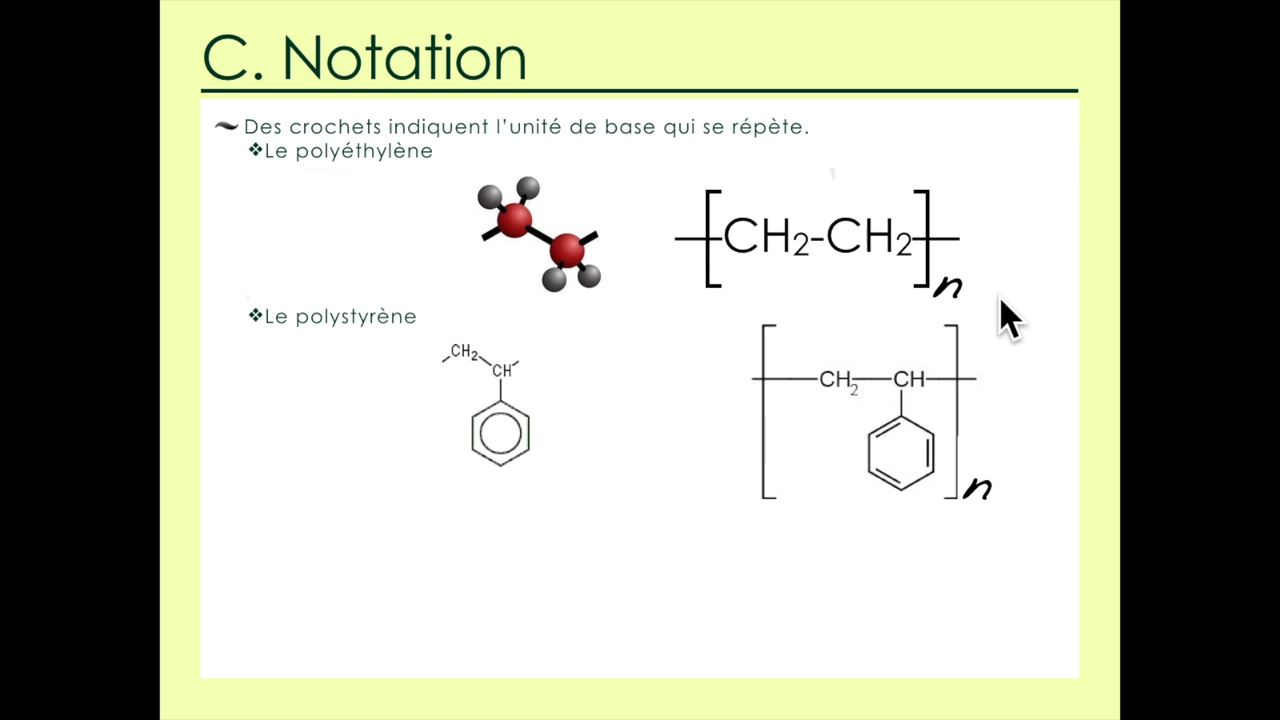 C. Notation
Des crochets indiquent l’unité de base qui se répète.
❖Le polyéthylène
[CH₂-CH₂]n
❖Le polystyrène
CH₂
CH
CH₂ CH
n